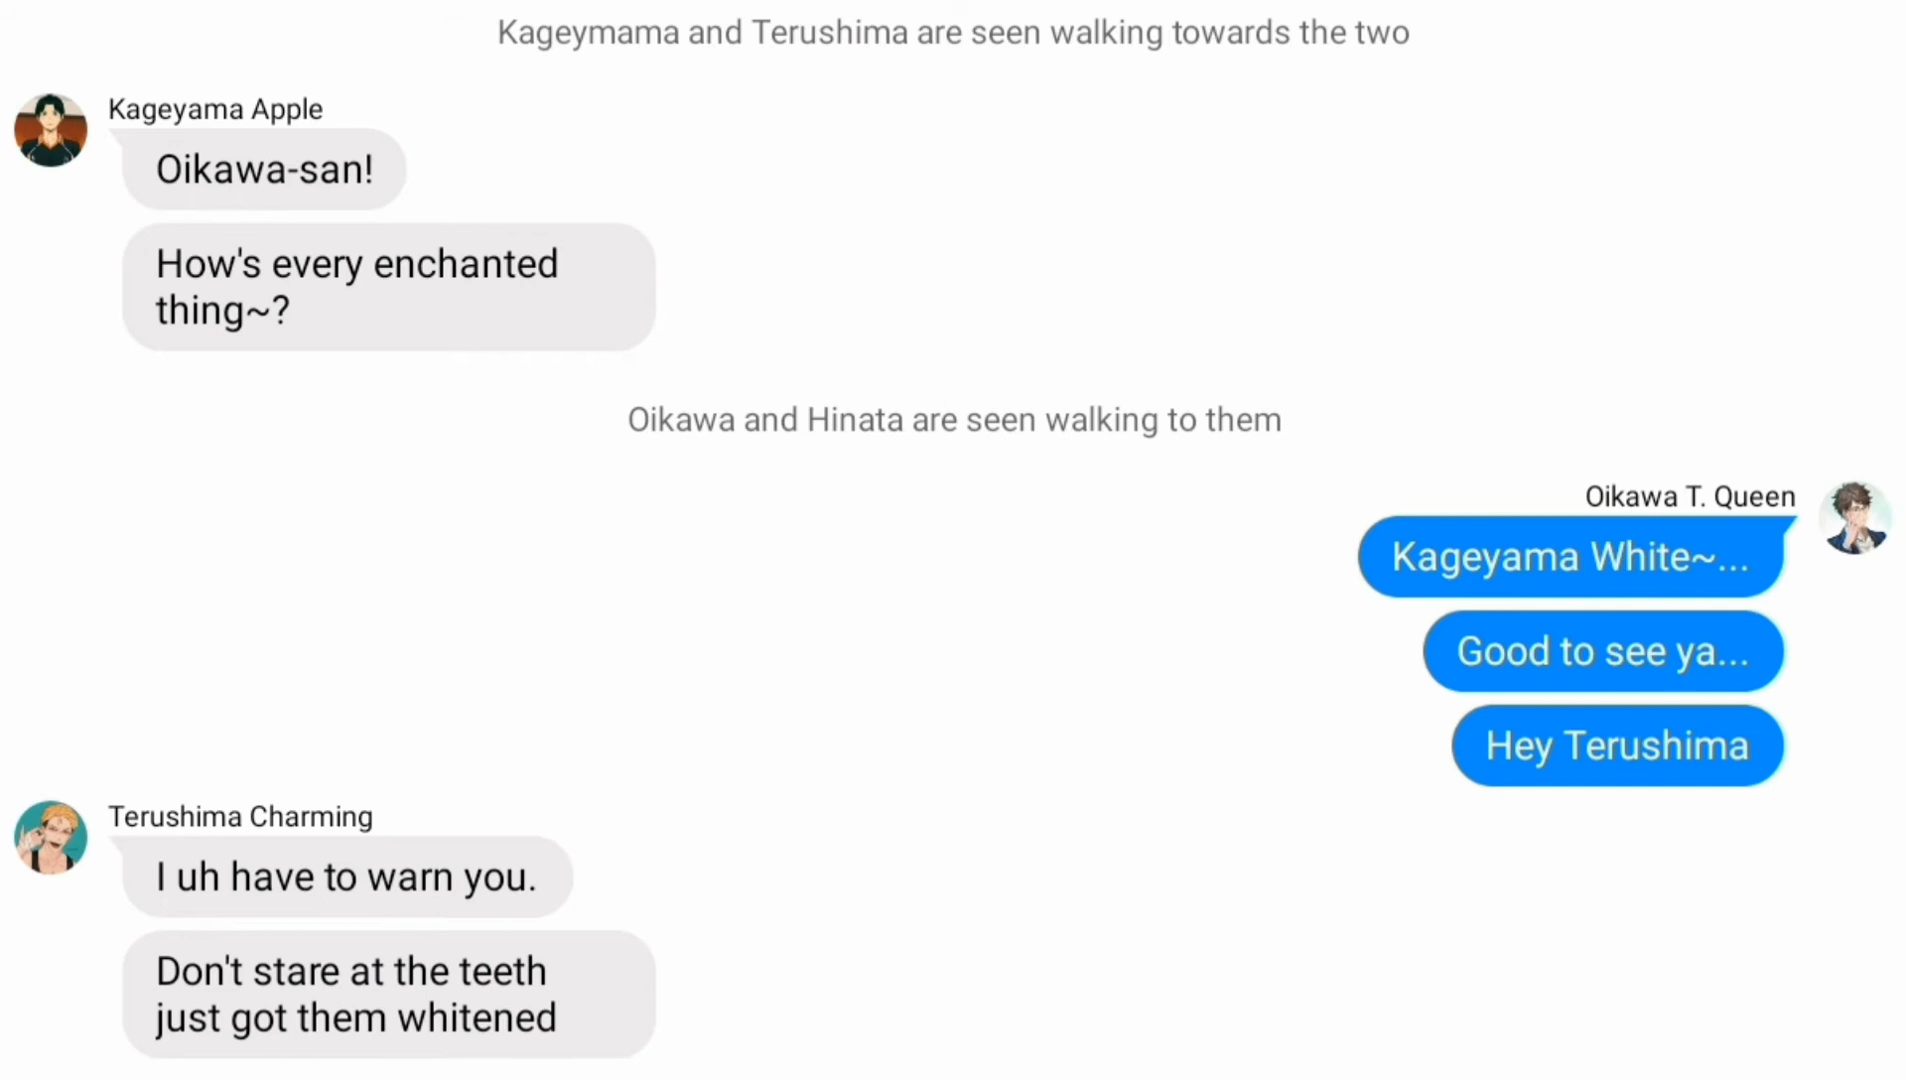 Kageymama and Terushima are seen walking towards the two
Kageyama Apple
Oikawa-san!
How's every enchanted
thing~?
Oikawa and Hinata are seen walking to them
Oikawa T. Queen
Kageyama White~...
Good to see ya...
Hey Terushima
Terushima Charming
I uh have to warn you.
Don't stare at the teeth
just got them whitened